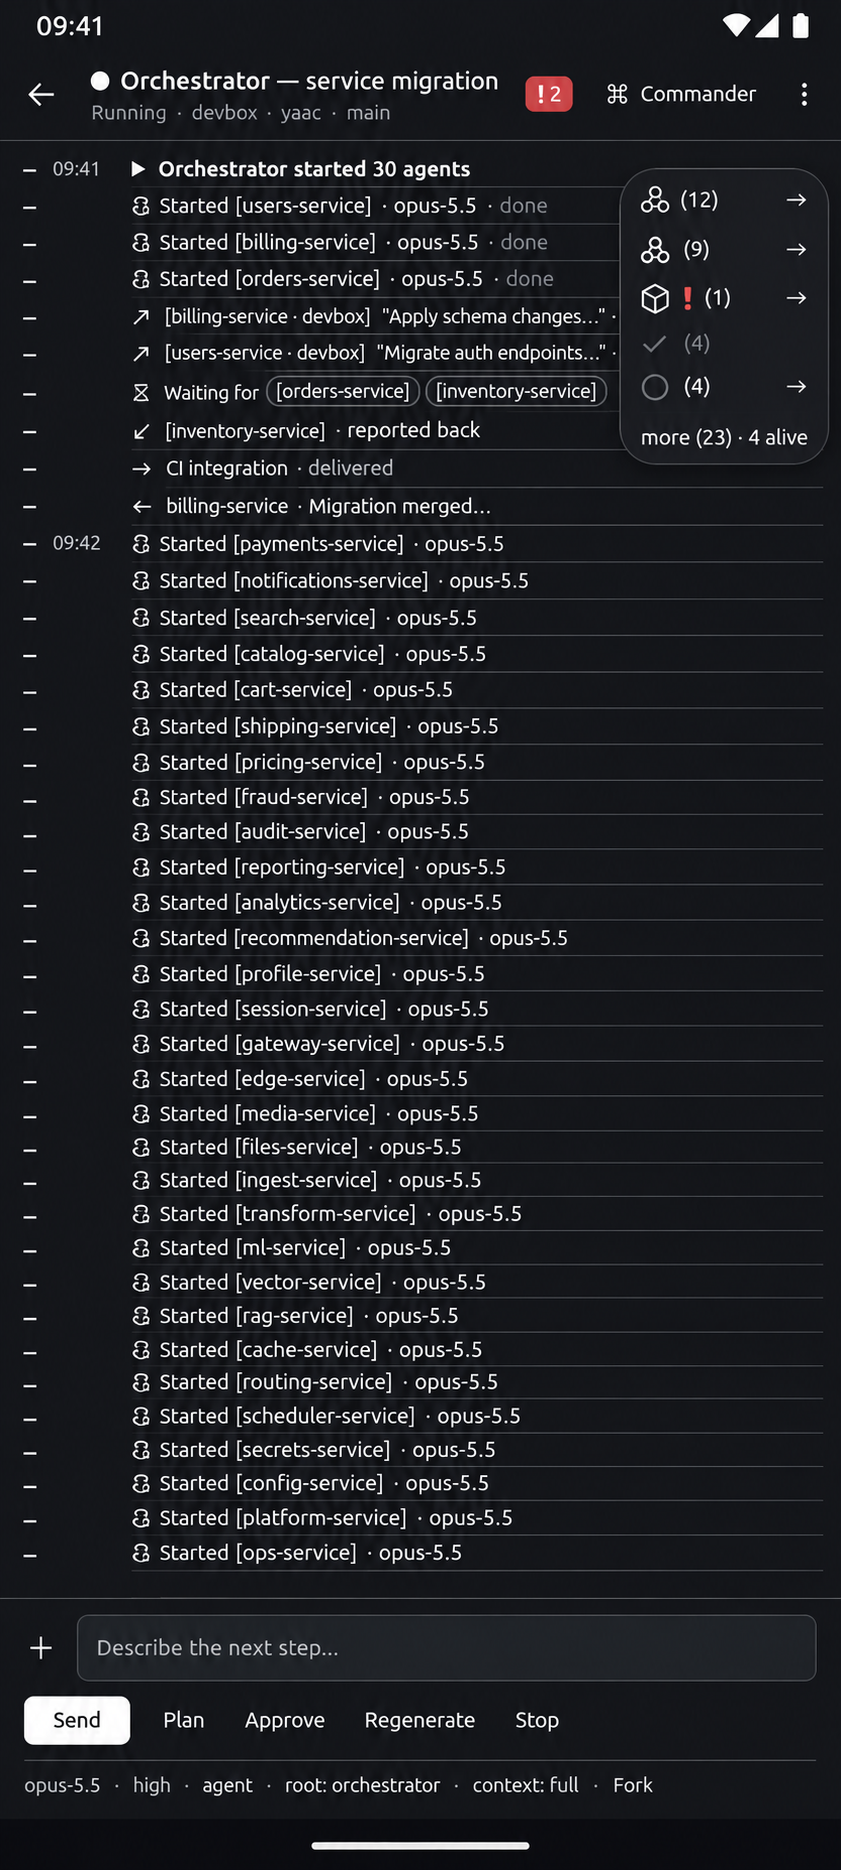 09:41
Orchestrator — service migration
! 2
⌘ Commander
Running · devbox · yaac · main
09:41 ▶ Orchestrator started 30 agents
Started [users-service] · opus-5.5 · done
Started [billing-service] · opus-5.5 · done
Started [orders-service] · opus-5.5 · done
↗ [billing-service · devbox] "Apply schema changes…" ·
↗ [users-service · devbox] "Migrate auth endpoints…" ·
Waiting for [orders-service] [inventory-service]
↙ [inventory-service] · reported back
→ CI integration · delivered
← billing-service · Migration merged…
(12) →
(9) →
! (1) →
✓ (4)
(4) →
more (23) · 4 alive
09:42 Started [payments-service] · opus-5.5
Started [notifications-service] · opus-5.5
Started [search-service] · opus-5.5
Started [catalog-service] · opus-5.5
Started [cart-service] · opus-5.5
Started [shipping-service] · opus-5.5
Started [pricing-service] · opus-5.5
Started [fraud-service] · opus-5.5
Started [audit-service] · opus-5.5
Started [reporting-service] · opus-5.5
Started [analytics-service] · opus-5.5
Started [recommendation-service] · opus-5.5
Started [profile-service] · opus-5.5
Started [session-service] · opus-5.5
Started [gateway-service] · opus-5.5
Started [edge-service] · opus-5.5
Started [media-service] · opus-5.5
Started [files-service] · opus-5.5
Started [ingest-service] · opus-5.5
Started [transform-service] · opus-5.5
Started [ml-service] · opus-5.5
Started [vector-service] · opus-5.5
Started [rag-service] · opus-5.5
Started [cache-service] · opus-5.5
Started [routing-service] · opus-5.5
Started [scheduler-service] · opus-5.5
Started [secrets-service] · opus-5.5
Started [config-service] · opus-5.5
Started [platform-service] · opus-5.5
Started [ops-service] · opus-5.5
Describe the next step...
Send Plan Approve Regenerate Stop
opus-5.5 · high · agent · root: orchestrator · context: full · Fork